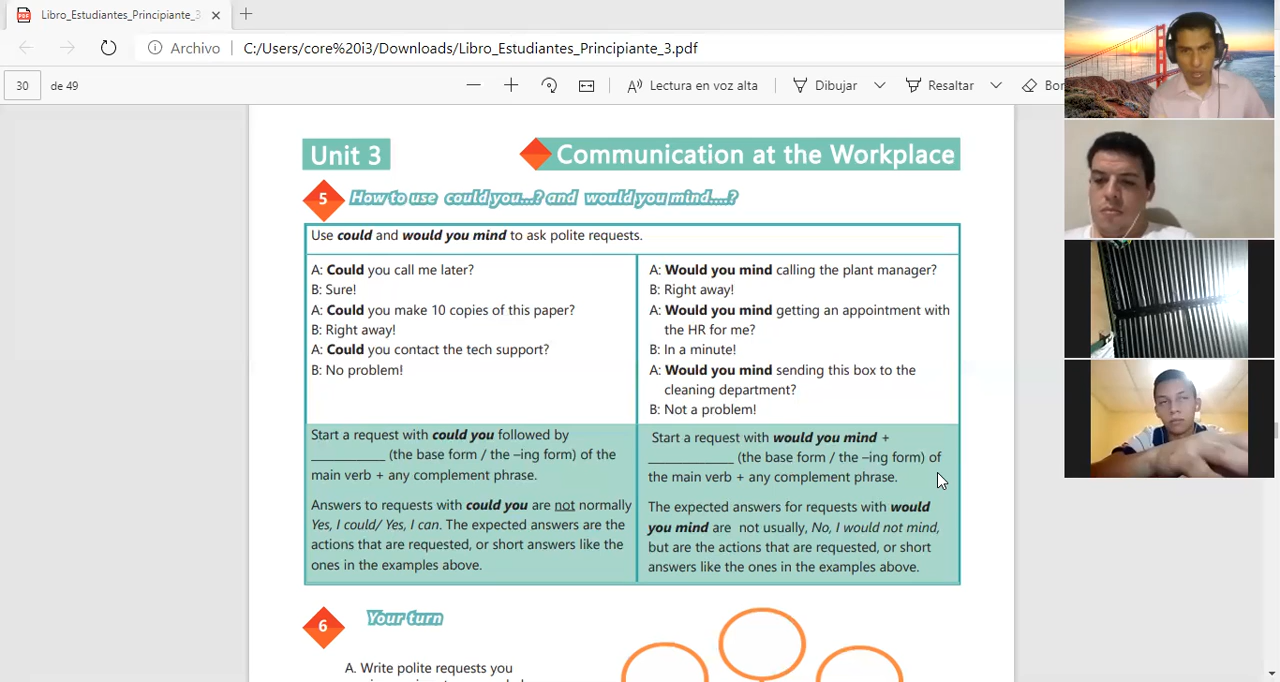 Libro_Estudiantes_Principiante_3.
Archivo C:/Users/core%20i3/Downloads/Libro_Estudiantes_Principiante_3.pdf
30 de 49 Lectura en voz alta Dibujar Resaltar
Unit 3 Communication at the Workplace
5 How to use could you...? and would you mind....?
Use could and would you mind to ask polite requests.
A: Could you call me later?
B: Sure!
A: Could you make 10 copies of this paper?
B: Right away!
A: Could you contact the tech support?
B: No problem!
A: Would you mind calling the plant manager?
B: Right away!
A: Would you mind getting an appointment with
the HR for me?
B: In a minute!
A: Would you mind sending this box to the
cleaning department?
B: Not a problem!
Start a request with could you followed by
___________ (the base form / the –ing form) of the
main verb + any complement phrase.
Answers to requests with could you are not normally
Yes, I could/ Yes, I can. The expected answers are the
actions that are requested, or short answers like the
ones in the examples above.
Start a request with would you mind +
_____________ (the base form / the –ing form) of
the main verb + any complement phrase.
The expected answers for requests with would
you mind are not usually, No, I would not mind,
but are the actions that are requested, or short
answers like the ones in the examples above.
6 Your turn
A. Write polite requests you